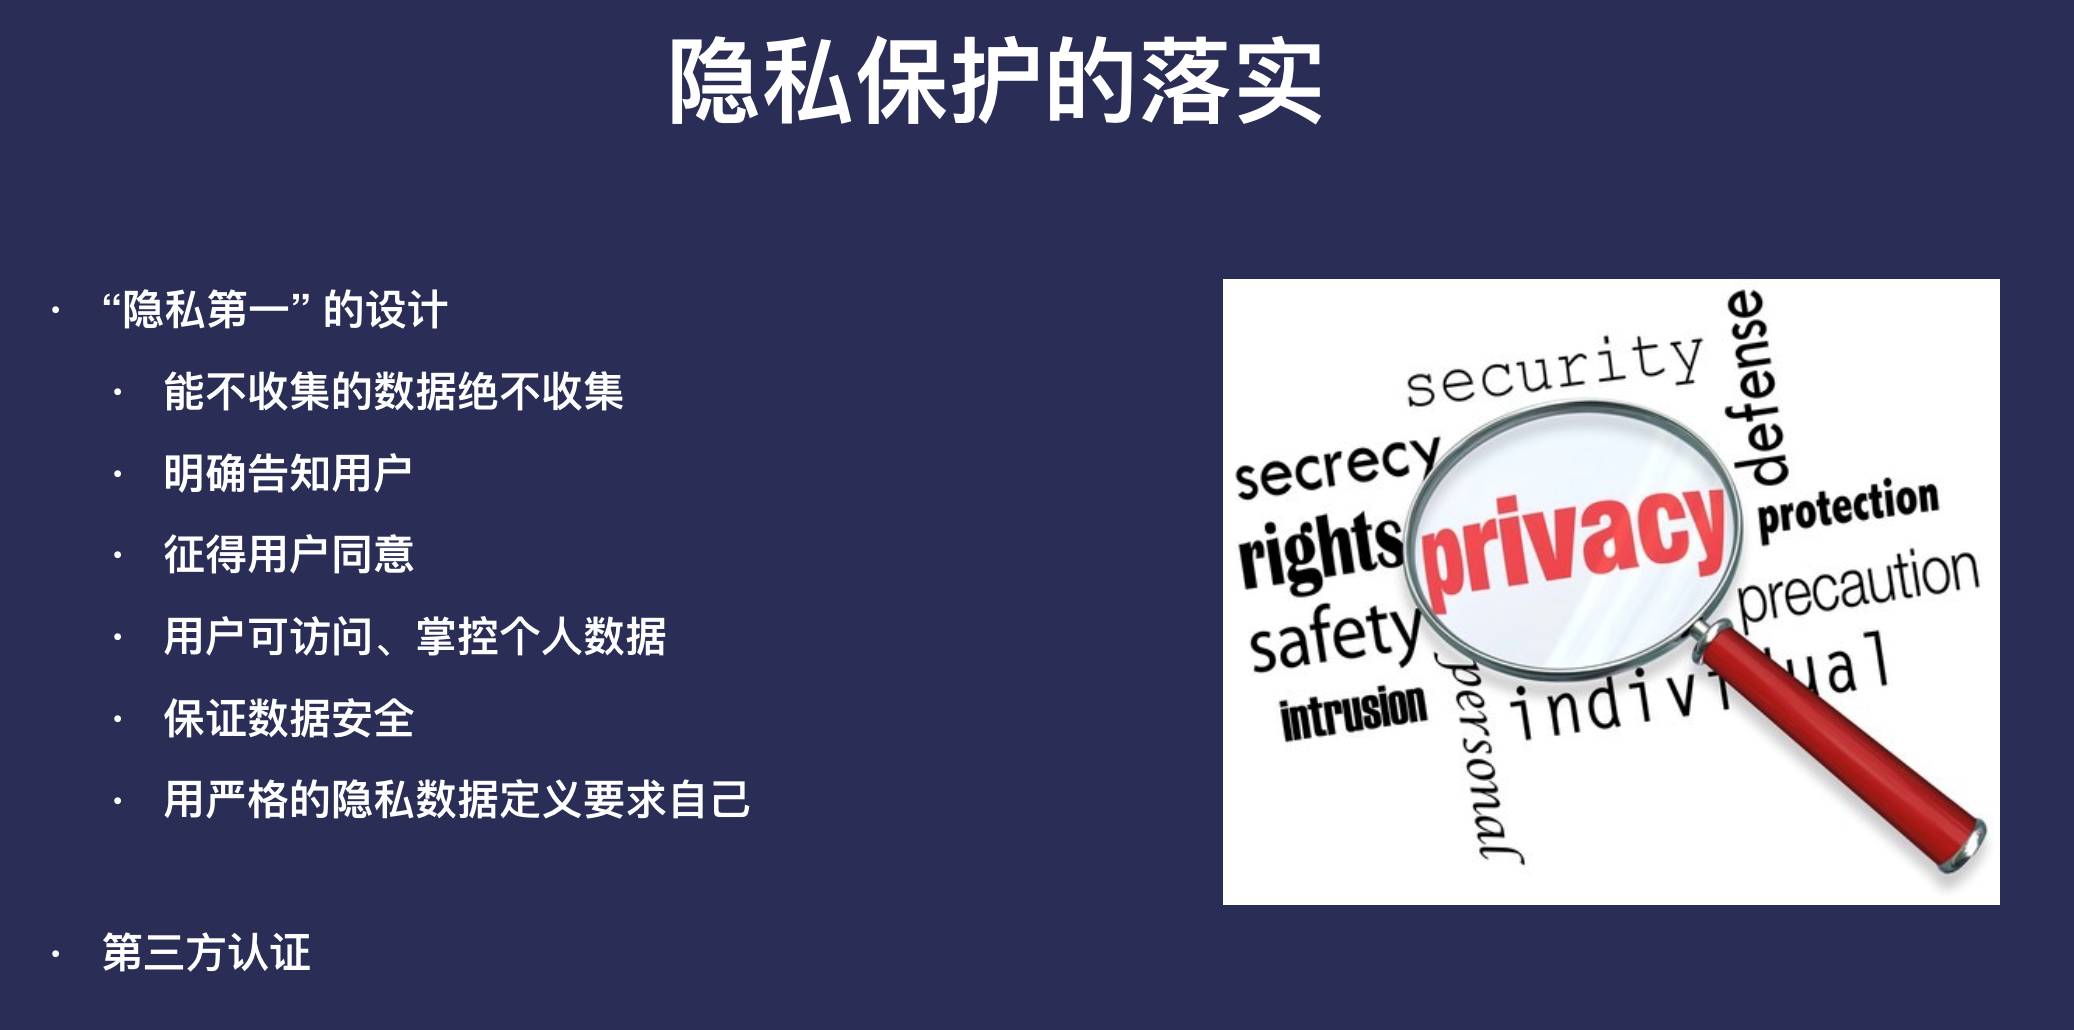 隐私保护的落实
· “隐私第一” 的设计
· 能不收集的数据绝不收集
· 明确告知用户
· 征得用户同意
· 用户可访问、掌控个人数据
· 保证数据安全
· 用严格的隐私数据定义要求自己
· 第三方认证
security
defense
secrecy
rights
privacy
protection
safety
precaution
intrusion
personal
individual